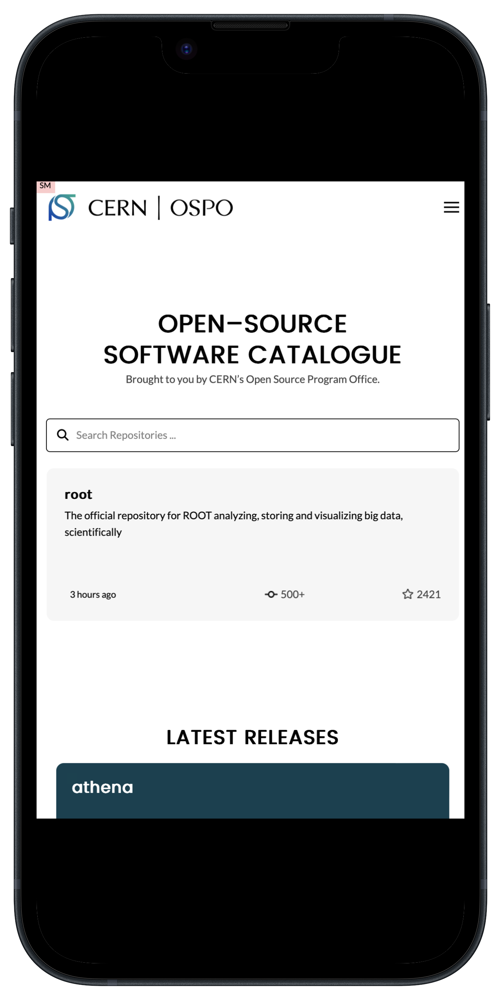 SM
CERN | OSPO
OPEN–SOURCE
SOFTWARE CATALOGUE
Brought to you by CERN’s Open Source Program Office.
Search Repositories ...
root
The official repository for ROOT analyzing, storing and visualizing big data,
scientifically
3 hours ago 500+ 2421
LATEST RELEASES
athena